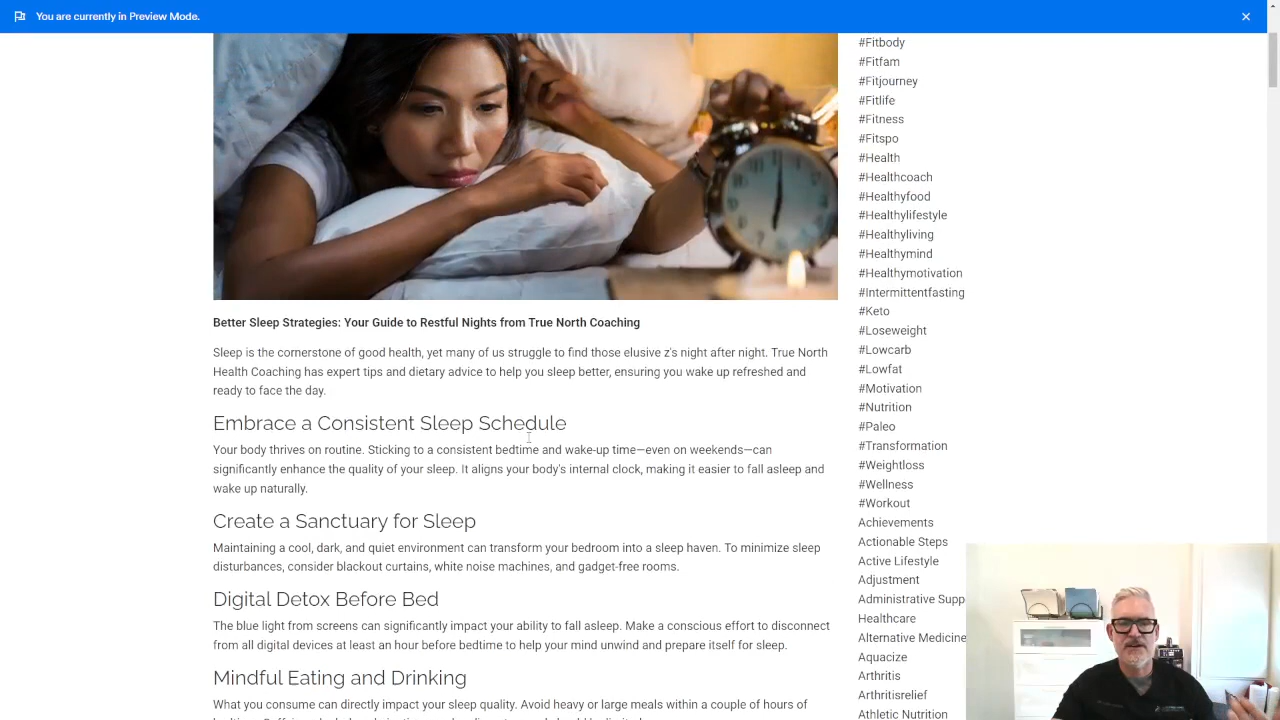 You are currently in Preview Mode.
Better Sleep Strategies: Your Guide to Restful Nights from True North Coaching
Sleep is the cornerstone of good health, yet many of us struggle to find those elusive z's night after night. True North
Health Coaching has expert tips and dietary advice to help you sleep better, ensuring you wake up refreshed and
ready to face the day.
Embrace a Consistent Sleep Schedule
Your body thrives on routine. Sticking to a consistent bedtime and wake-up time—even on weekends—can
significantly enhance the quality of your sleep. It aligns your body's internal clock, making it easier to fall asleep and
wake up naturally.
Create a Sanctuary for Sleep
Maintaining a cool, dark, and quiet environment can transform your bedroom into a sleep haven. To minimize sleep
disturbances, consider blackout curtains, white noise machines, and gadget-free rooms.
Digital Detox Before Bed
The blue light from screens can significantly impact your ability to fall asleep. Make a conscious effort to disconnect
from all digital devices at least an hour before bedtime to help your mind unwind and prepare itself for sleep.
Mindful Eating and Drinking
What you consume can directly impact your sleep quality. Avoid heavy or large meals within a couple of hours of
#Fitbody
#Fitfam
#Fitjourney
#Fitlife
#Fitness
#Fitspo
#Health
#Healthcoach
#Healthyfood
#Healthylifestyle
#Healthyliving
#Healthymind
#Healthymotivation
#Intermittentfasting
#Keto
#Loseweight
#Lowcarb
#Lowfat
#Motivation
#Nutrition
#Paleo
#Transformation
#Weightloss
#Wellness
#Workout
Achievements
Actionable Steps
Active Lifestyle
Adjustment
Administrative Supp
Healthcare
Alternative Medicine
Aquacize
Arthritis
Arthritisrelief
Athletic Nutrition